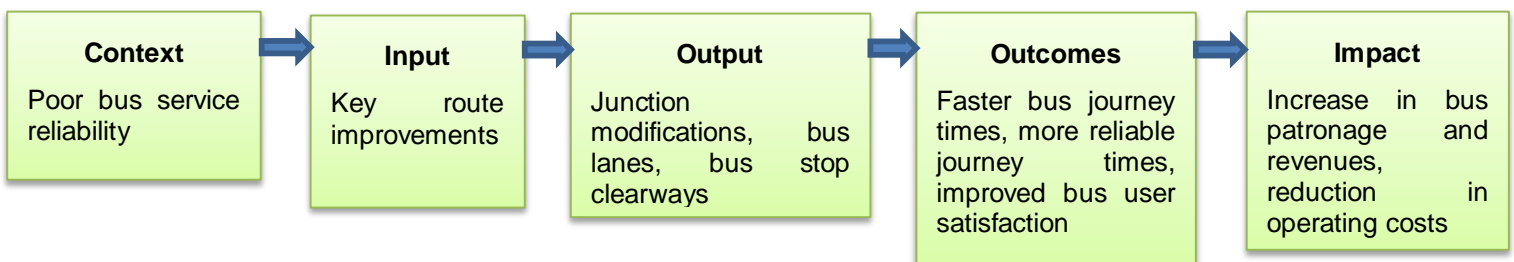 Context
Poor bus service
reliability
Input
Key route
improvements
Output
Junction
modifications, bus
lanes, bus stop
clearways
Outcomes
Faster bus journey
times, more reliable
journey times,
improved bus user
satisfaction
Impact
Increase in bus
patronage and
revenues,
reduction in
operating costs